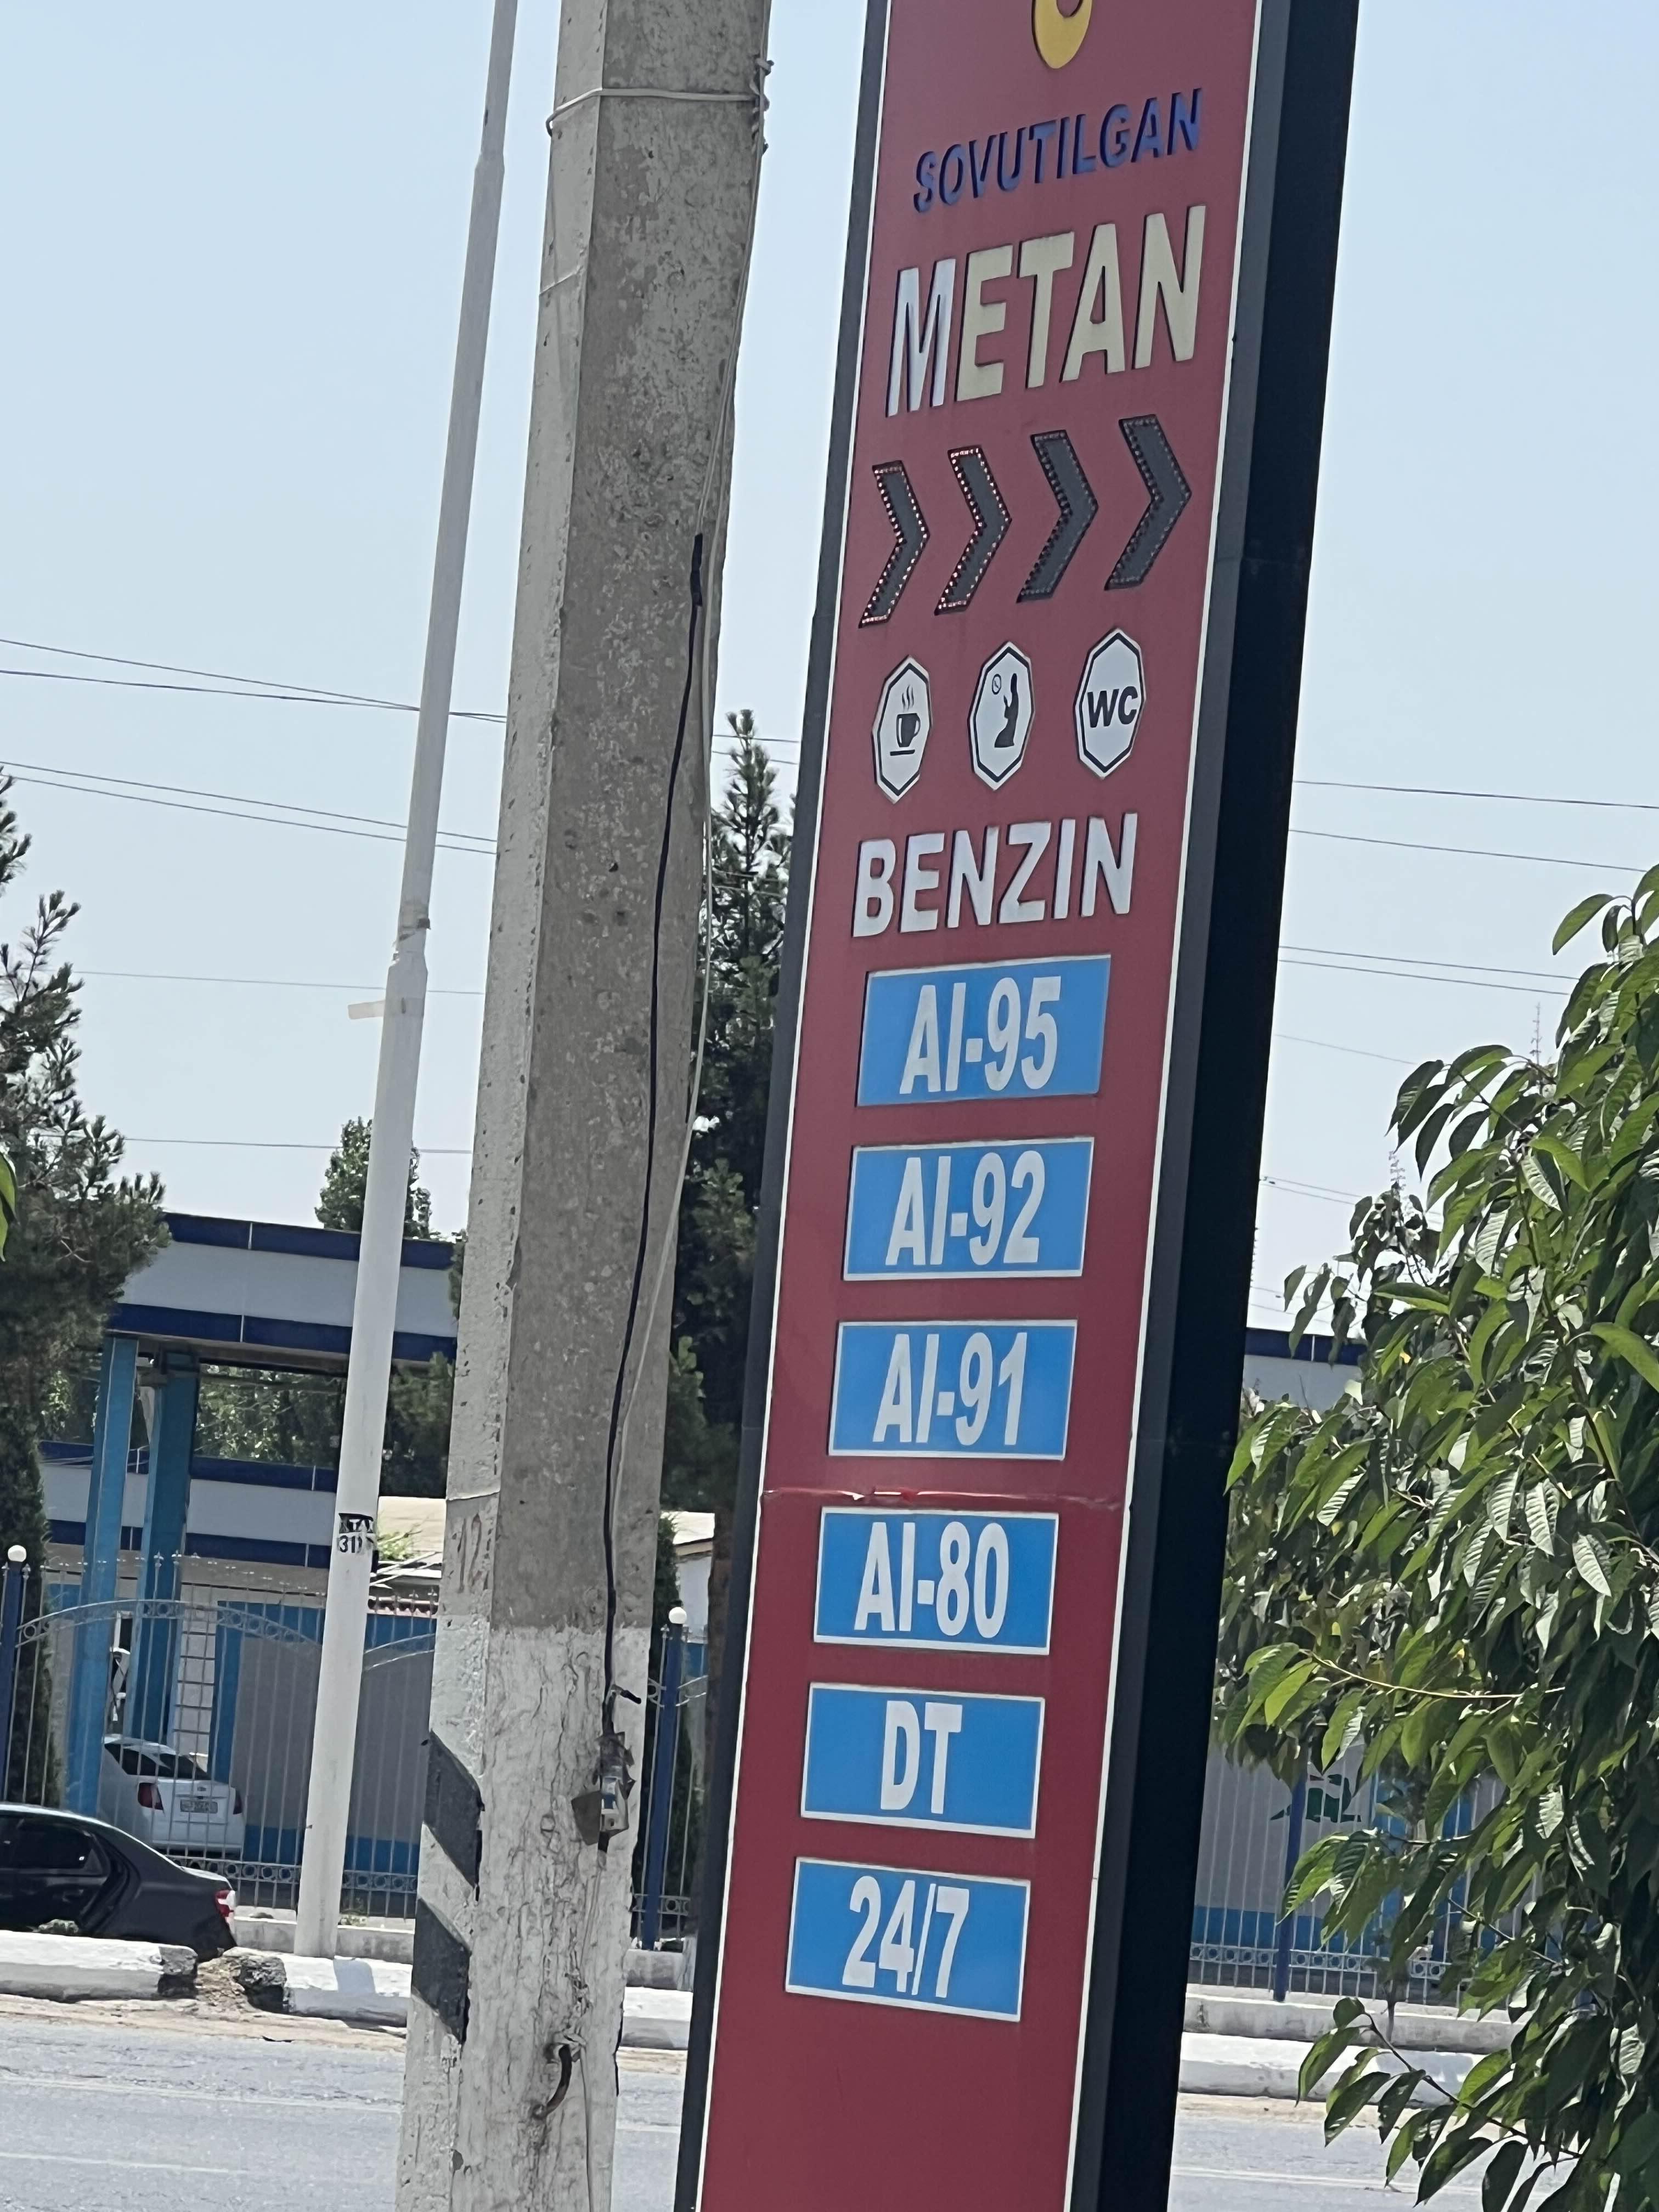 SOVUTILGAN
METAN
WC
BENZIN
AI-95
AI-92
AI-91
AI-80
DT
24/7